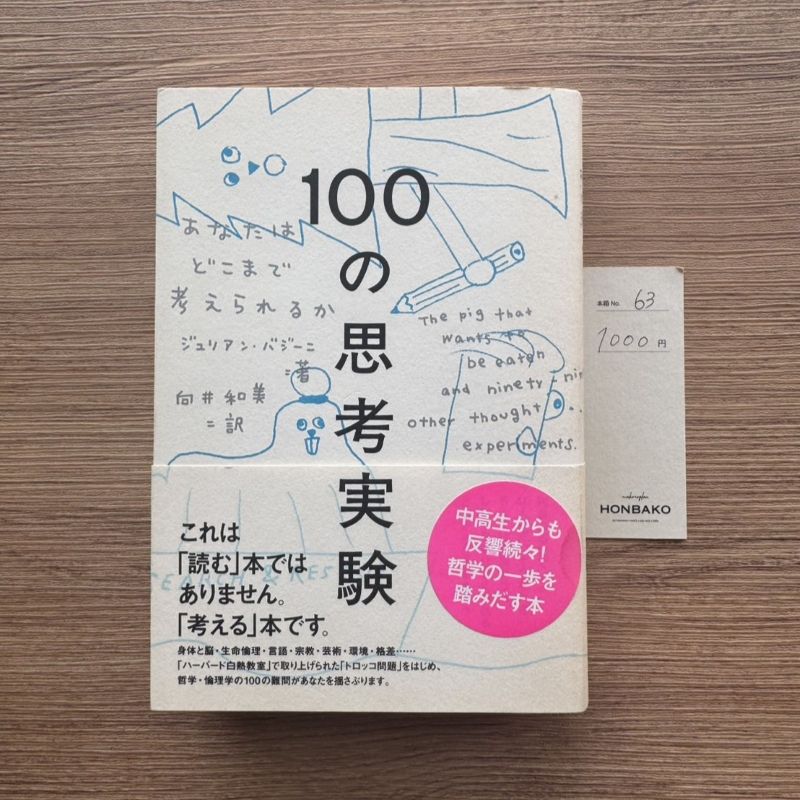 100の思考実験
あなたは
どこまで
考えられるか
ジュリアン・バジーニ
=著
向井和美
=訳
The pig that
wants to
be eaten
and ninety-nin
other thought
experiments.
これは
「読む」本では
ありません。
「考える」本です。
身体と脳・生命倫理・言語・宗教・芸術・環境・格差……
「ハーバード白熱教室」で取り上げられた「トロッコ問題」をはじめ、
哲学・倫理学の100の難問があなたを揺さぶります。
中高生からも
反響続々!
哲学の一歩を
踏みだす本
EARCH & RES
本箱 No. 63
1000 円
HONBAKO